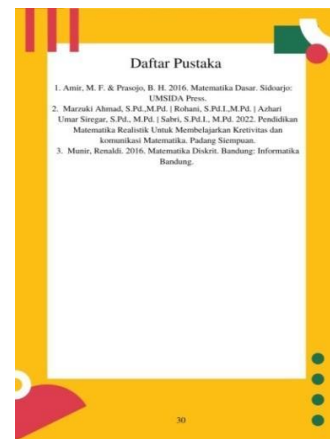 Daftar Pustaka
1. Amir, M. F. & Prasojo, B. H. 2016. Matematika Dasar. Sidoarjo:
UMSIDA Press.
2. Marzuki Ahmad, S.Pd.,M.Pd. | Rohani, S.Pd.I.,M.Pd. | Azhari
Umar Siregar, S.Pd., M.Pd. | Sabri, S.Pd.I., M.Pd. 2022. Pendidikan
Matematika Realistik Untuk Membelajarkan Kretivitas dan
komunikasi Matematika. Padang Siempuan.
3. Munir, Renaldi. 2016. Matematika Diskrit. Bandung: Informatika
Bandung.
30